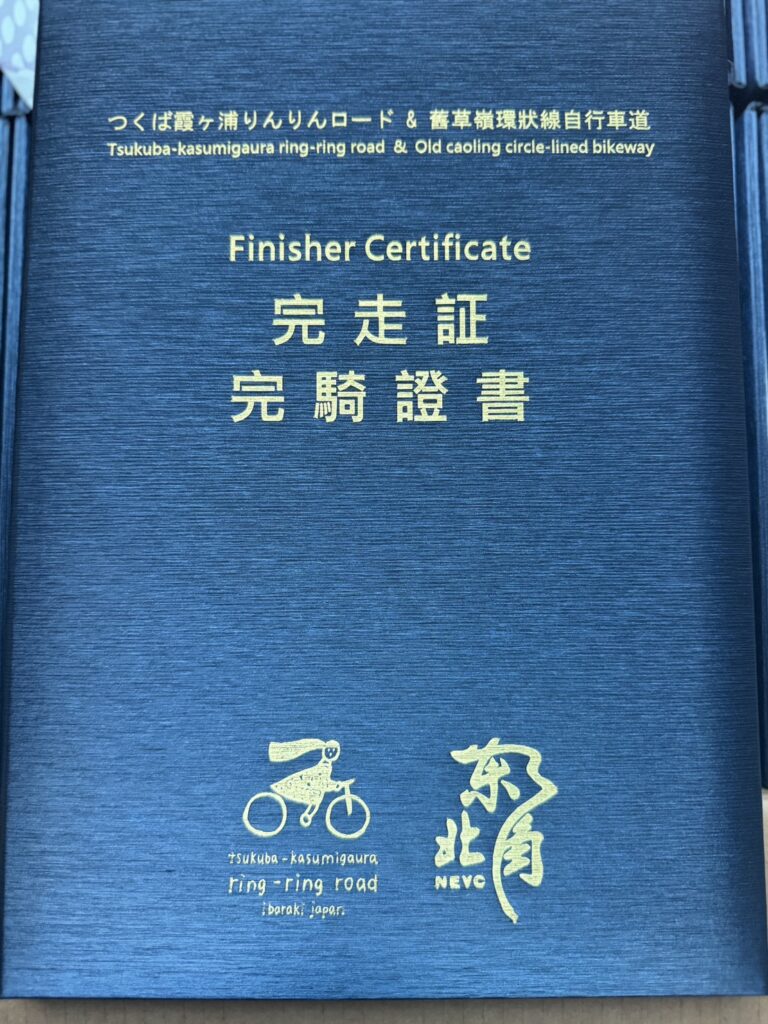 つくば霞ヶ浦りんりんロード & 舊草嶺環狀線自行車道
Tsukuba-kasumigaura ring-ring road & Old caoling circle-lined bikeway
Finisher Certificate
完走証
完騎證書
tsukuba-kasumigaura
ring-ring road
ibaraki japan
东北角
NEYC